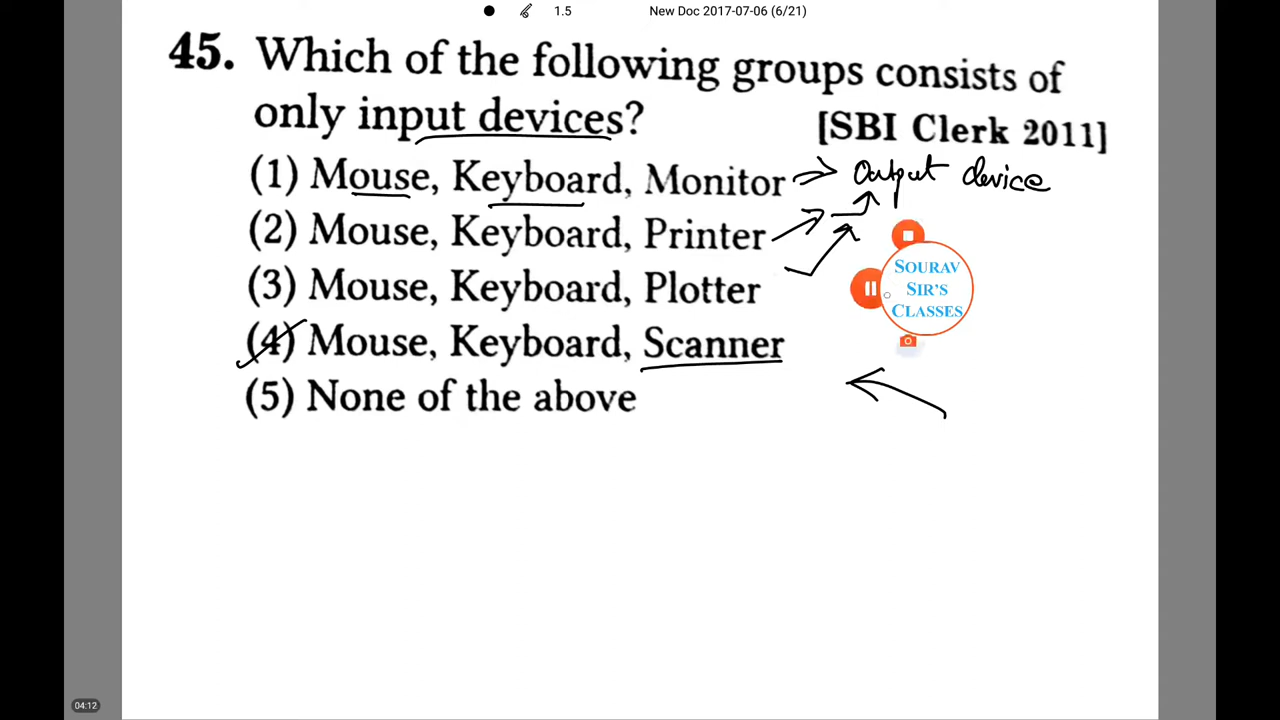 1.5
New Doc 2017-07-06 (6/21)
45. Which of the following groups consists of
only input devices?
[SBI Clerk 2011]
(1) Mouse, Keyboard, Monitor
Output device
(2) Mouse, Keyboard, Printer
(3) Mouse, Keyboard, Plotter
(4) Mouse, Keyboard, Scanner
(5) None of the above
SOURAV
SIR'S
CLASSES
04:12